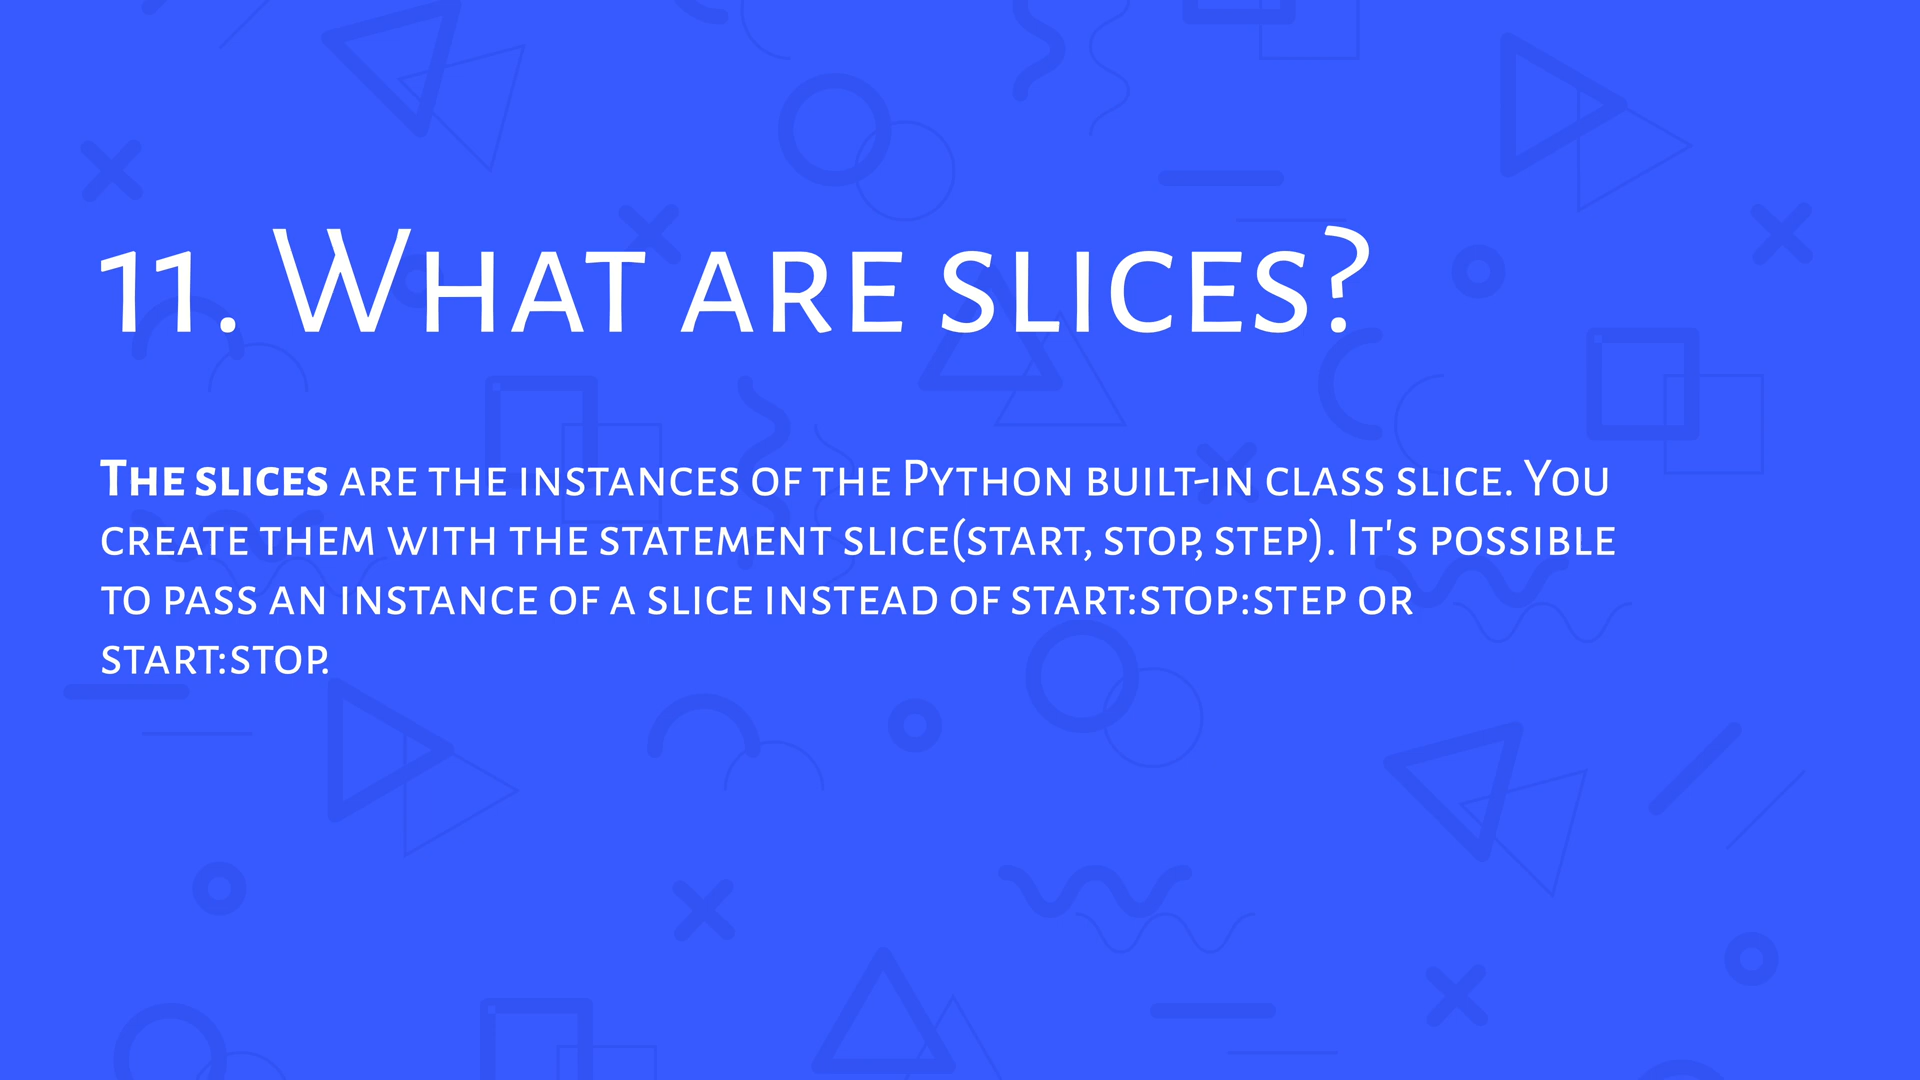 11. What are slices?
The slices are the instances of the Python built-in class slice. You
create them with the statement slice(start, stop, step). It's possible
to pass an instance of a slice instead of start:stop:step or
start:stop.